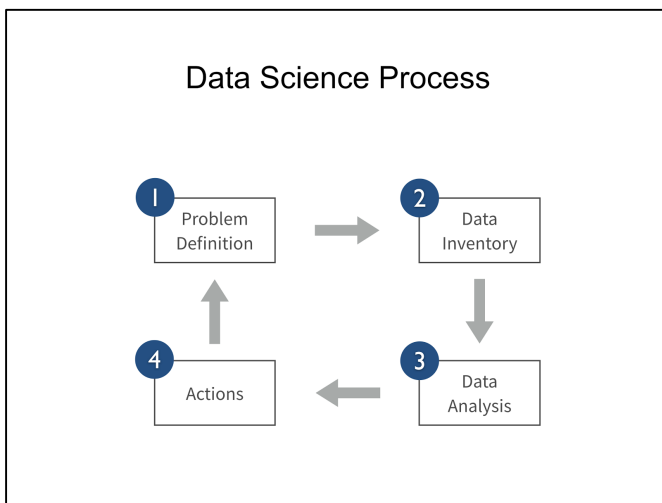 Data Science Process
1
Problem
Definition
2
Data
Inventory
4
Actions
3
Data
Analysis